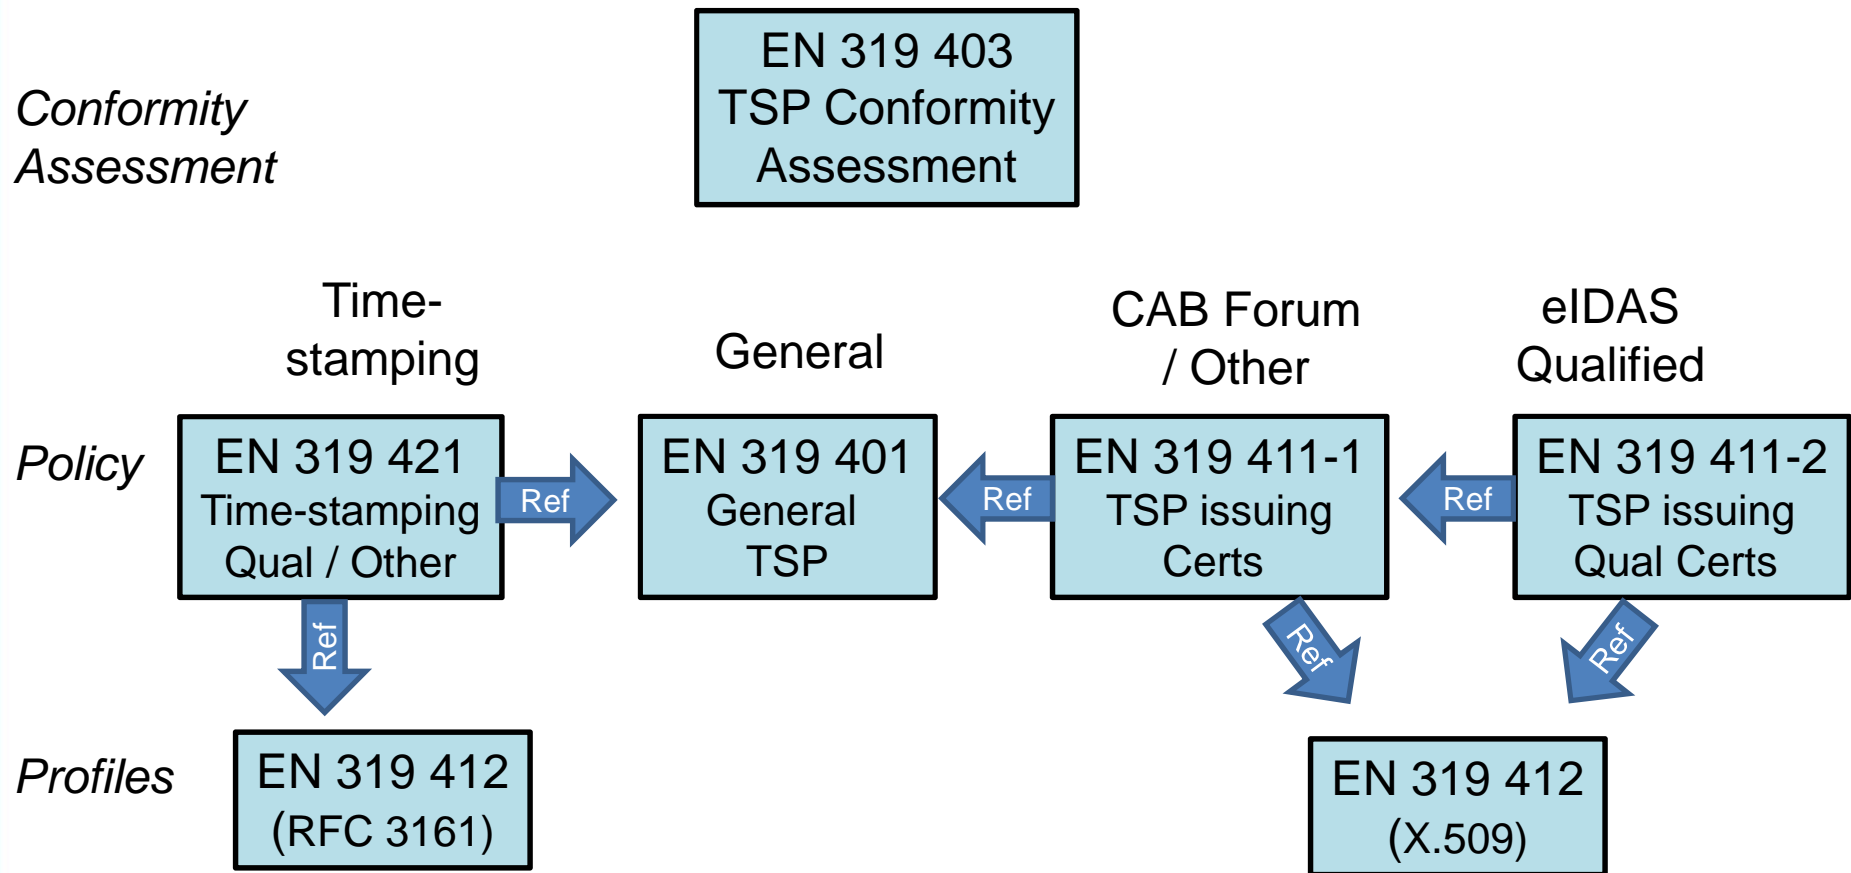 EN 319 403
TSP Conformity
Assessment
Conformity
Assessment
Time-
stamping
General
CAB Forum
/ Other
eIDAS
Qualified
Policy
EN 319 421
Time-stamping
Qual / Other
Ref
EN 319 401
General
TSP
Ref
EN 319 411-1
TSP issuing
Certs
Ref
EN 319 411-2
TSP issuing
Qual Certs
Ref
Ref
Ref
Profiles
EN 319 412
(RFC 3161)
EN 319 412
(X.509)